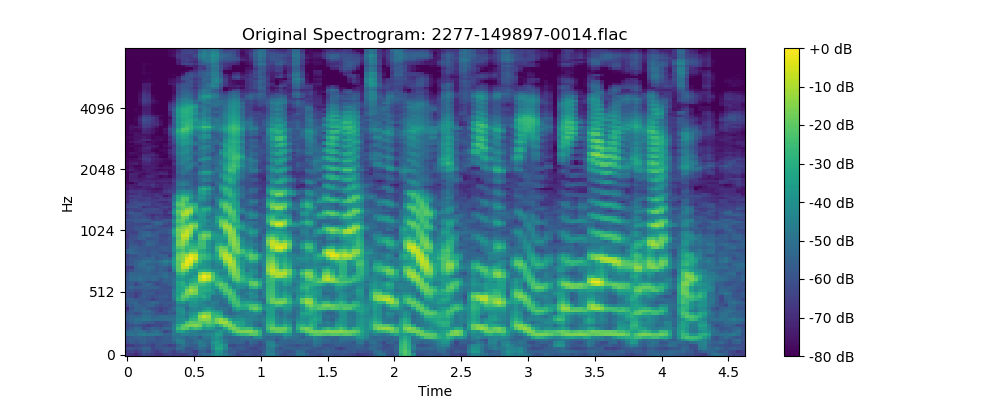 Original Spectrogram: 2277-149897-0014.flac
Hz
4096
2048
1024
512
0
0 0.5 1 1.5 2 2.5 3 3.5 4 4.5
Time
+0 dB
-10 dB
-20 dB
-30 dB
-40 dB
-50 dB
-60 dB
-70 dB
-80 dB